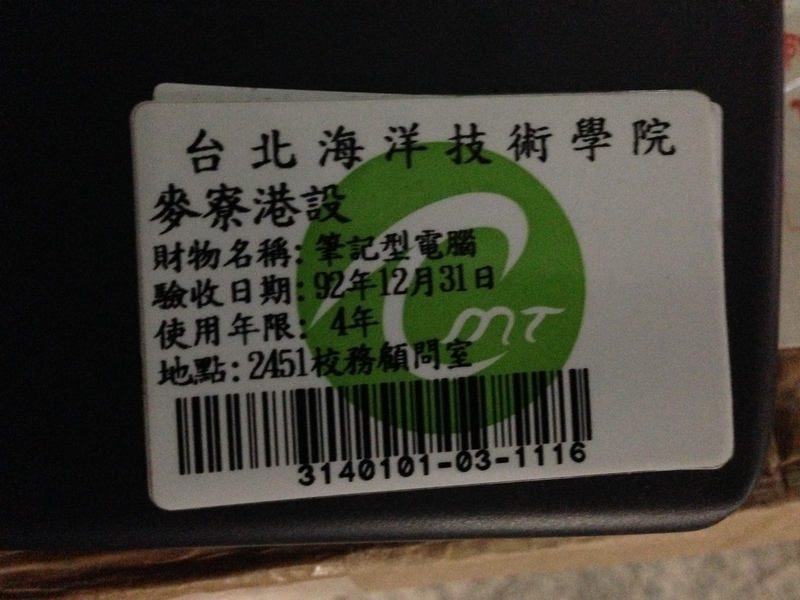 台北海洋技術學院
麥寮港設
財物名稱：筆記型電腦
驗收日期：92年12月31日
使用年限： 4年
地點：2451校務顧問室
mT
3140101-03-1116